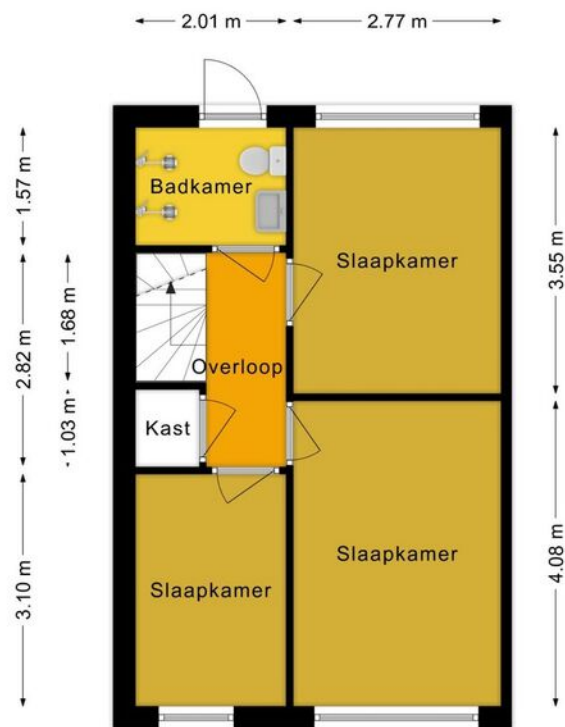 2.01 m
2.77 m
1.57 m
Badkamer
Slaapkamer
3.55 m
2.82 m
1.68 m
Overloop
1.03 m
Kast
Slaapkamer
Slaapkamer
3.10 m
4.08 m